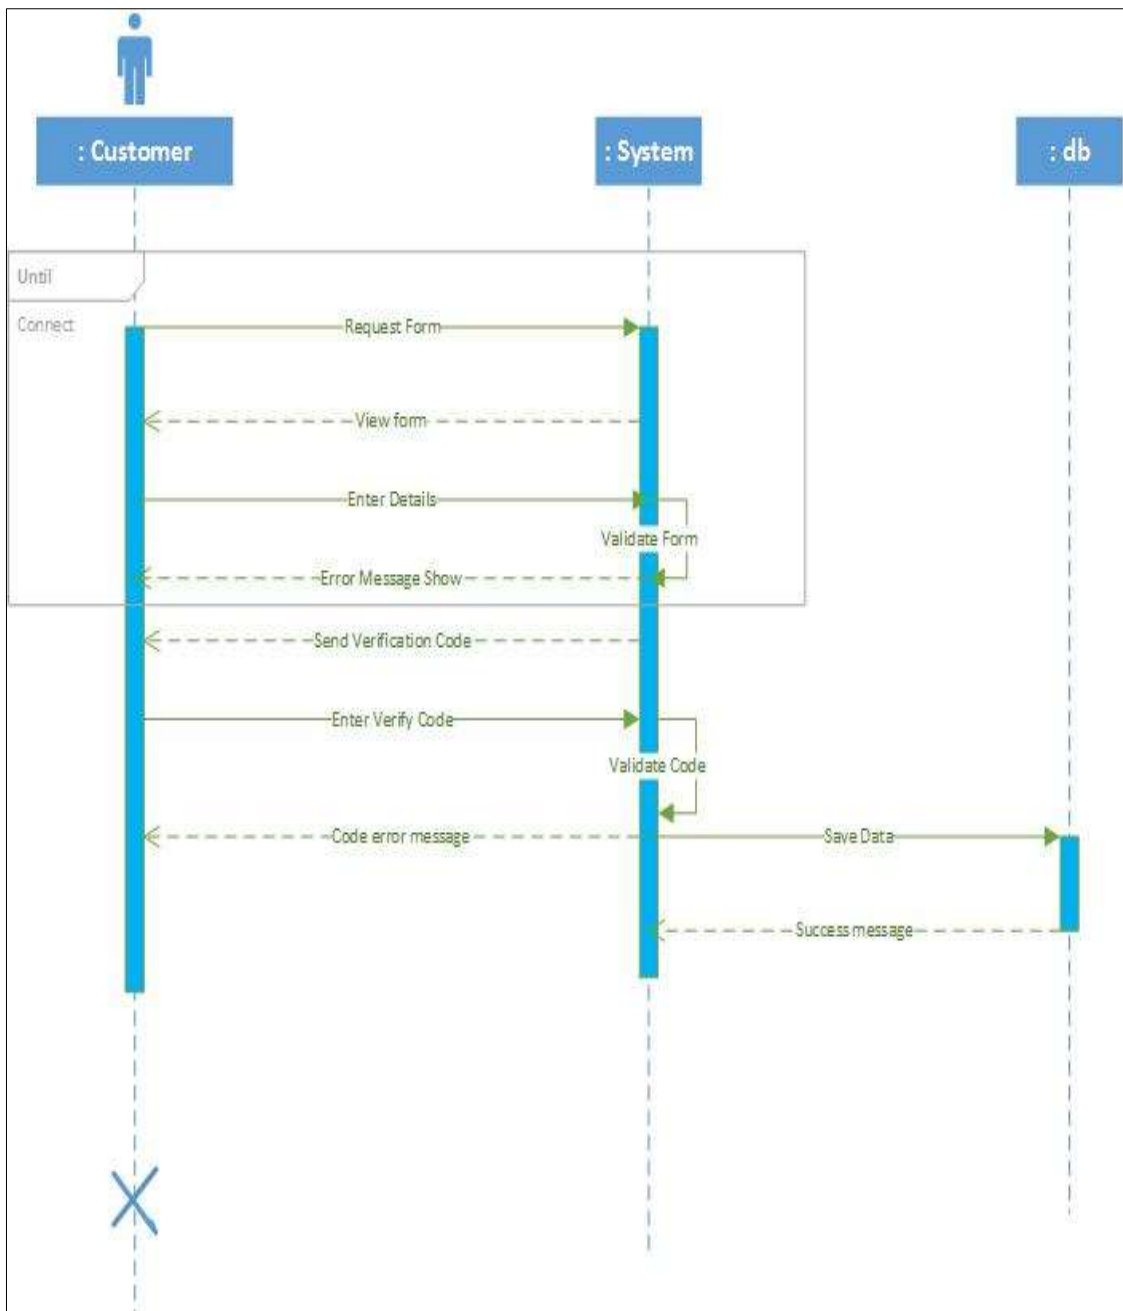 : Customer
: System
: db
Until
Connect
Request Form
View form
Enter Details
Validate Form
Error Message Show
Send Verification Code
Enter Verify Code
Validate Code
Code error message
Save Data
Success message